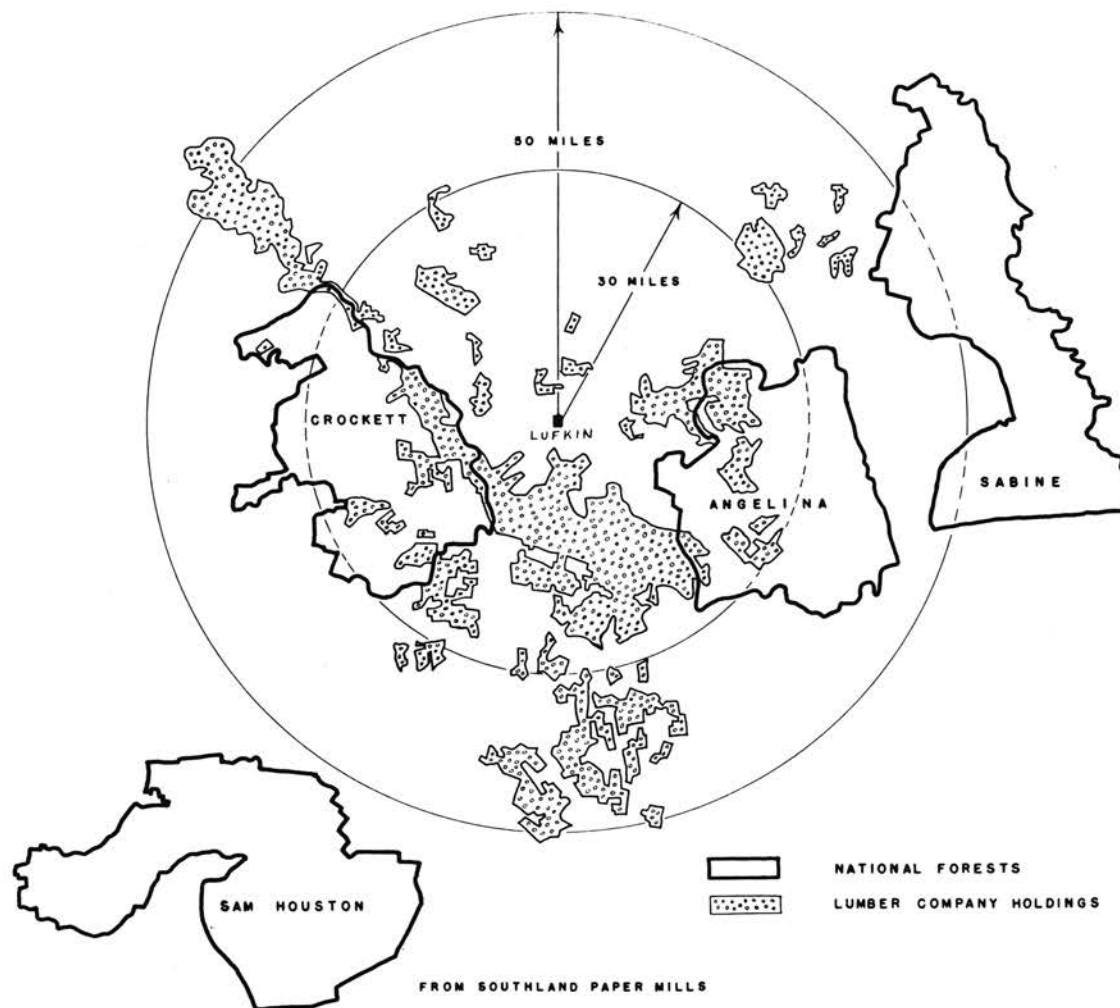 50 MILES
30 MILES
CROCKETT
LUFKIN
ANGELINA
SABINE
SAM HOUSTON
NATIONAL FORESTS
LUMBER COMPANY HOLDINGS
FROM SOUTHLAND PAPER MILLS